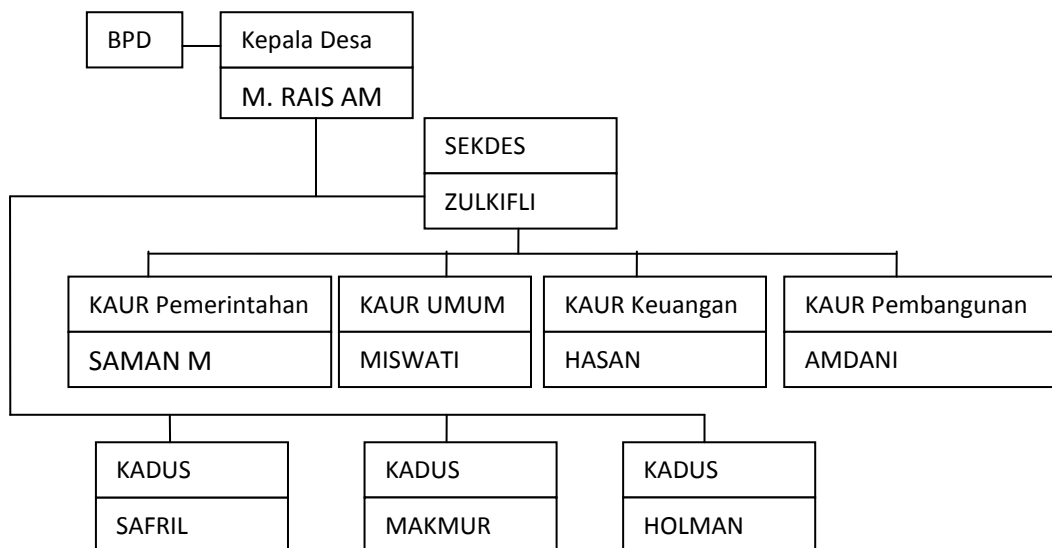 BPD
Kepala Desa
M. RAIS AM
SEKDES
ZULKIFLI
KAUR Pemerintahan
SAMAN M
KAUR UMUM
MISWATI
KAUR Keuangan
HASAN
KAUR Pembangunan
AMDANI
KADUS
SAFRIL
KADUS
MAKMUR
KADUS
HOLMAN